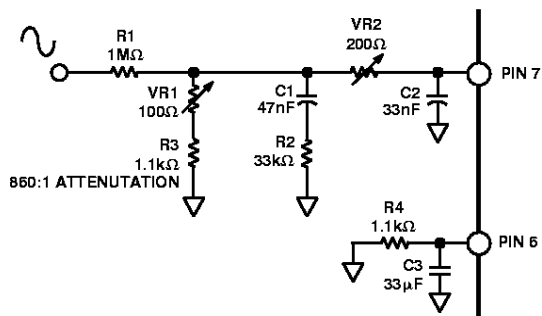 R1
1MΩ
VR1
100Ω
R3
1.1kΩ
860:1 ATTENUTATION
C1
47nF
R2
33kΩ
VR2
200Ω
C2
33nF
PIN 7
R4
1.1kΩ
C3
33μF
PIN 6